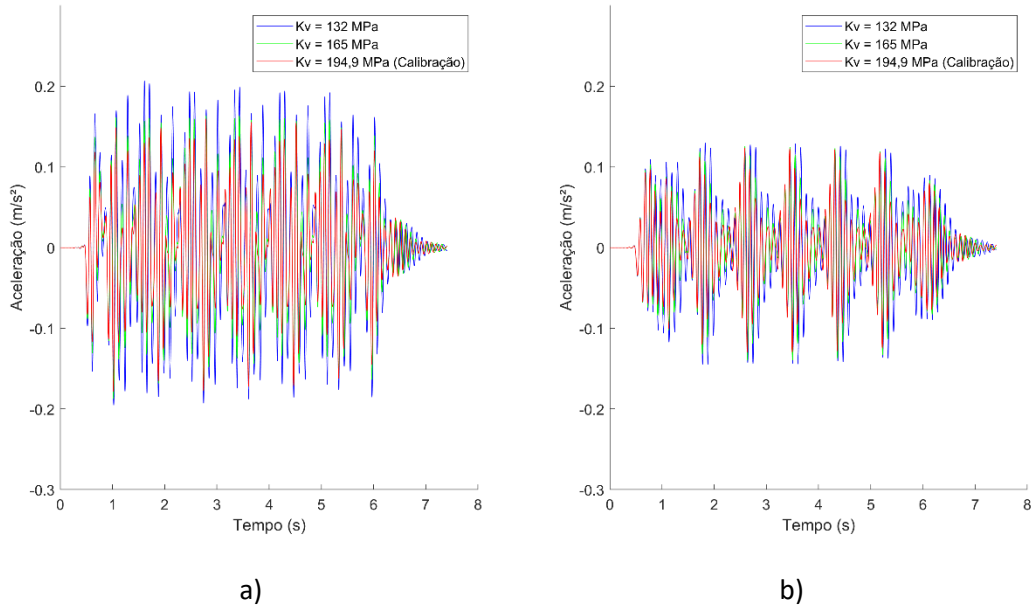 Kv = 132 MPa
Kv = 165 MPa
Kv = 194,9 MPa (Calibração)
0.2
0.1
0
-0.1
-0.2
-0.3
Aceleração (m/s²)
0 1 2 3 4 5 6 7 8
Tempo (s)
a)
Kv = 132 MPa
Kv = 165 MPa
Kv = 194,9 MPa (Calibração)
0.2
0.1
0
-0.1
-0.2
-0.3
Aceleração (m/s²)
0 1 2 3 4 5 6 7 8
Tempo (s)
b)